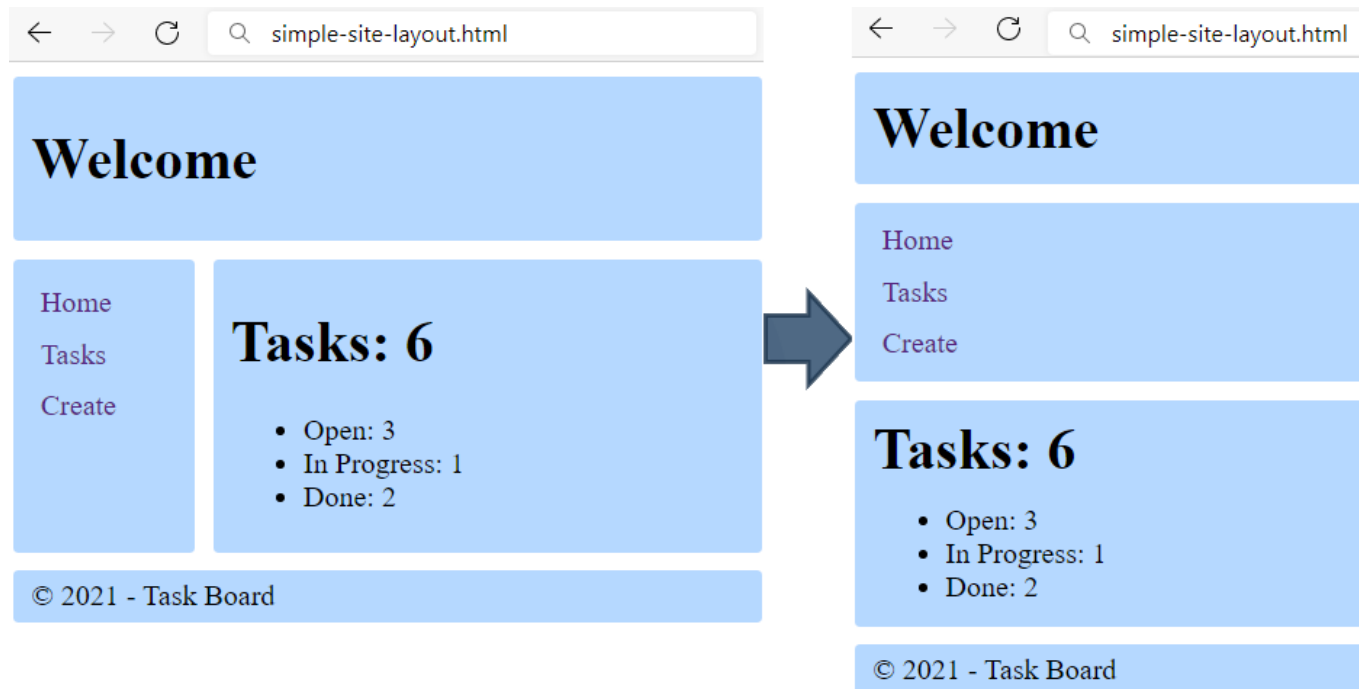 simple-site-layout.html
Welcome
Home
Tasks
Create
Tasks: 6
Open: 3
In Progress: 1
Done: 2
© 2021 - Task Board
simple-site-layout.html
Welcome
Home
Tasks
Create
Tasks: 6
Open: 3
In Progress: 1
Done: 2
© 2021 - Task Board